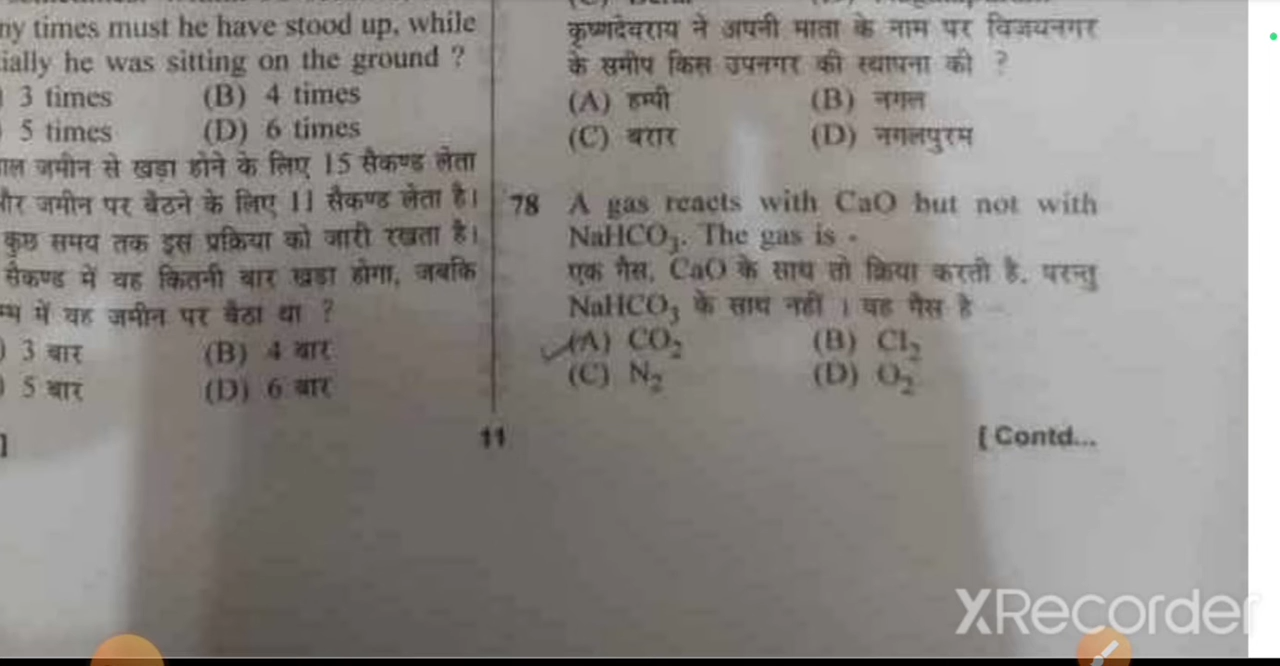 ny times must he have stood up, while
ially he was sitting on the ground ?
3 times (B) 4 times
5 times (D) 6 times
जमीन से खड़ा होने के लिए 15 सैकण्ड लेता
जमीन पर बैठने के लिए 11 सैकण्ड लेता है।
कुछ समय तक इस प्रक्रिया को जारी रखता है।
सैकण्ड में वह कितनी बार खड़ा होगा, जबकि
में वह जमीन पर बैठा था ?
3 बार (B) 4 बार
5 बार (D) 6 बार
]
कृष्णदेवराय ने अपनी माता के नाम पर विजयनगर
के समीप किस उपनगर की स्थापना की ?
(A) हम्पी (B) नगल
(C) बरार (D) नगलपुरम
78 A gas reacts with CaO but not with
NaHCO₃. The gas is -
एक गैस, CaO के साथ तो क्रिया करती है, परन्तु
NaHCO₃ के साथ नहीं । वह गैस है -
(A) CO₂ (B) Cl₂
(C) N₂ (D) O₂
11 [ Contd...
XRecorder